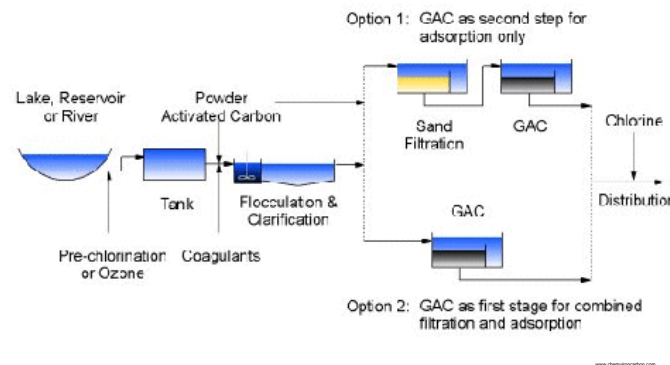 Option 1: GAC as second step for
adsorption only
Lake, Reservoir
or River
Powder
Activated Carbon
Sand
Filtration
GAC
Chlorine
Tank
Flocculation &
Clarification
GAC
Distribution
Pre-chlorination
or Ozone
Coagulants
Option 2: GAC as first stage for combined
filtration and adsorption